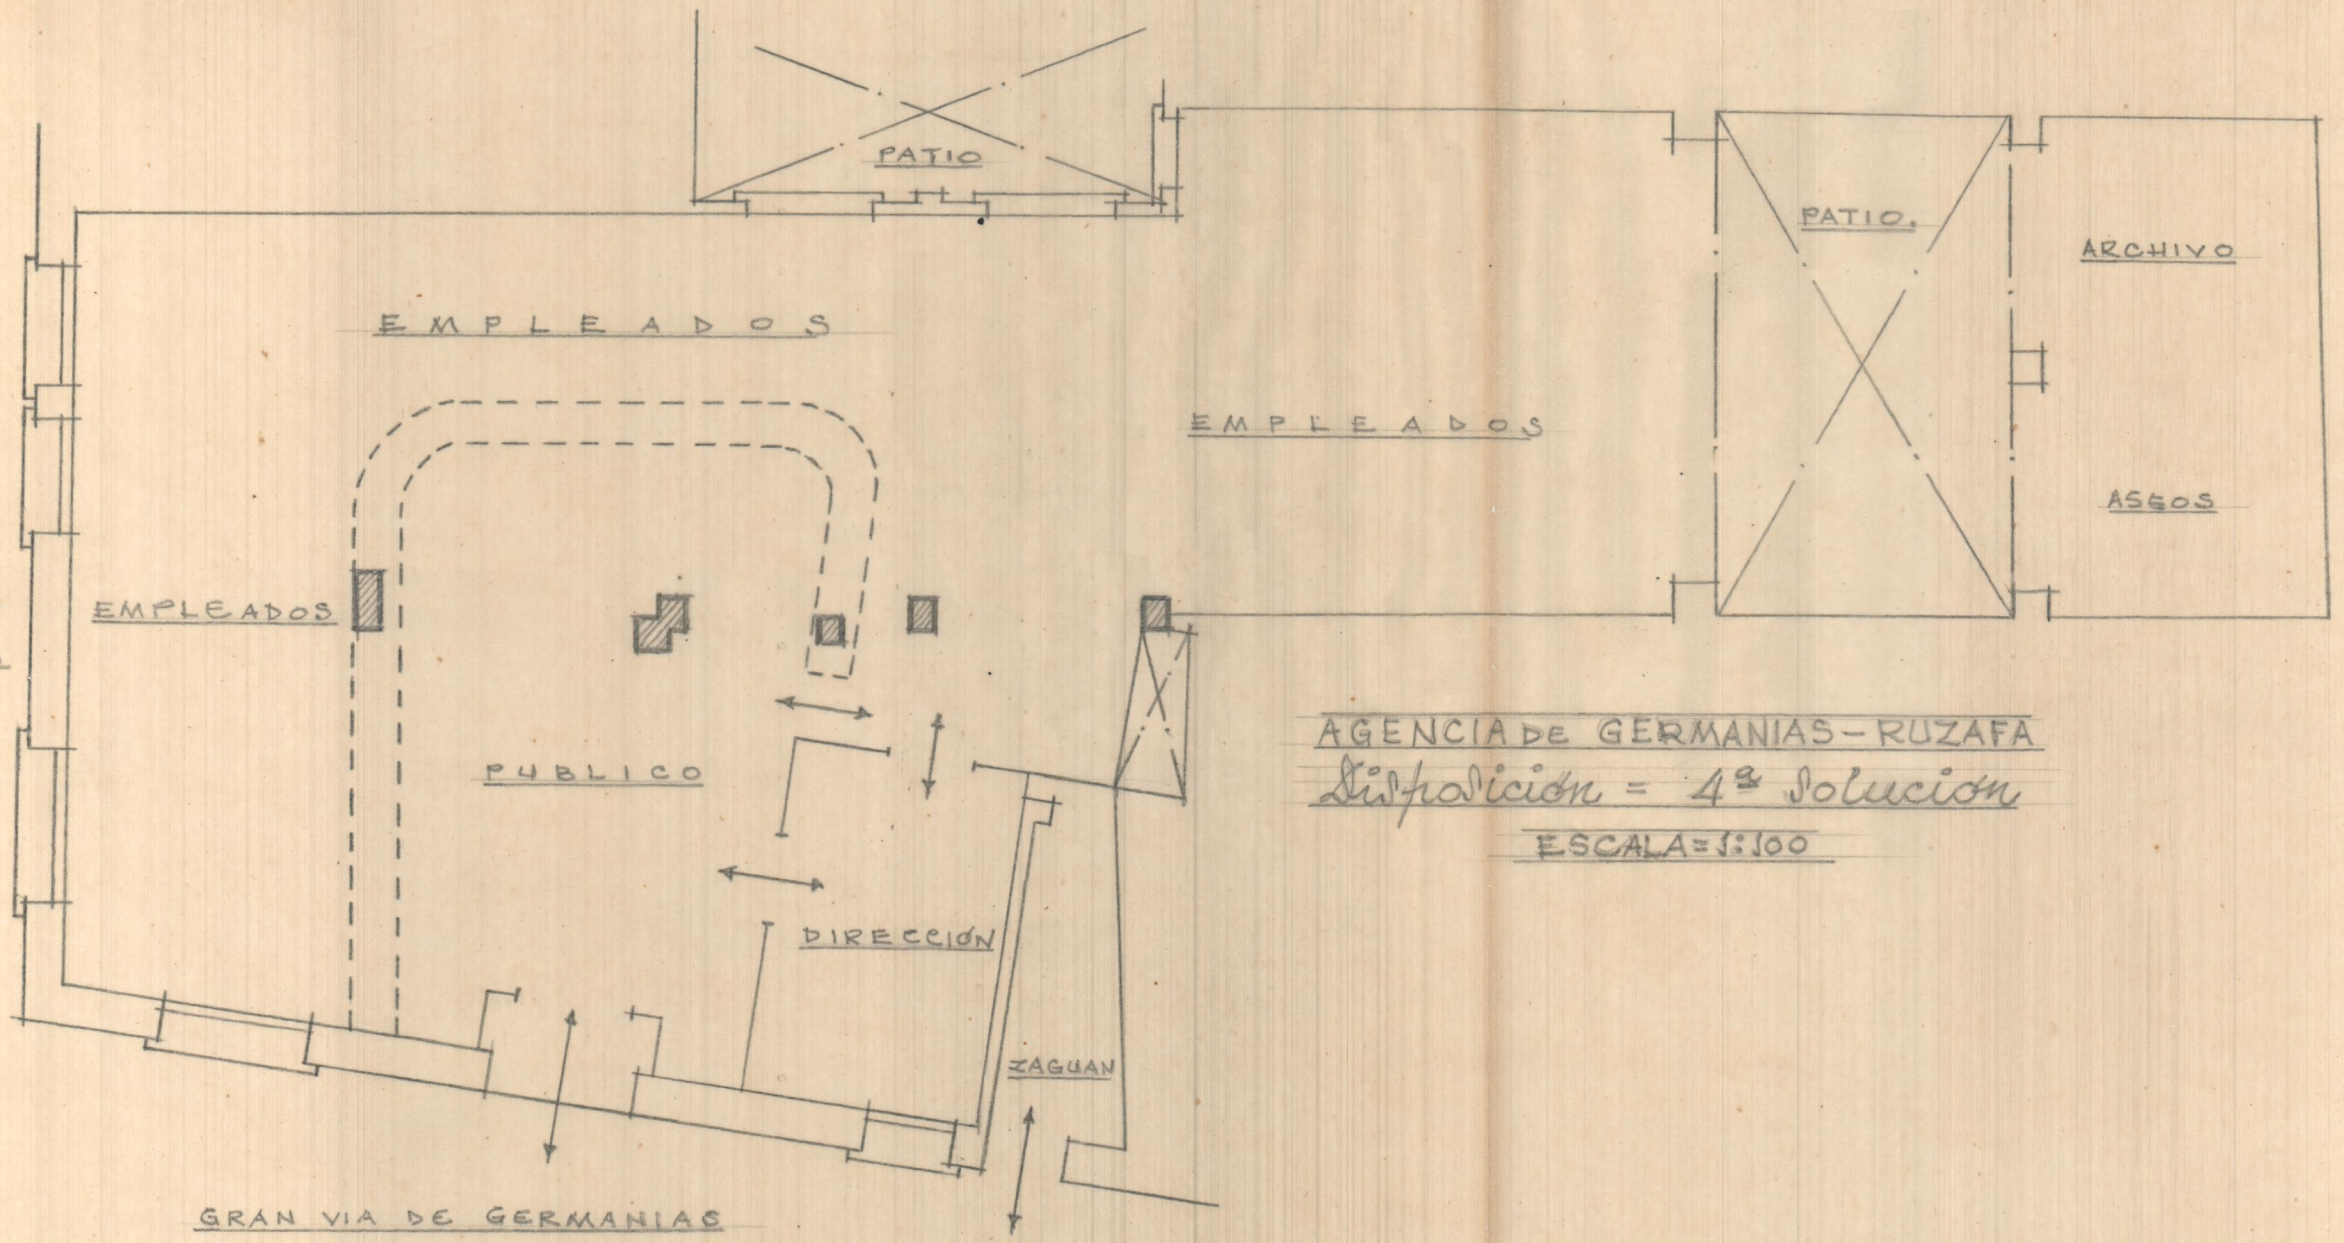 PATIO
PATIO.
ARCHIVO
EMPLEADOS
EMPLEADOS
ASEOS
EMPLEADOS
PUBLICO
AGENCIA DE GERMANIAS-RUZAFA
Disposición = 4ª Solución
ESCALA=1:100
DIRECCIÓN
ZAGUAN
GRAN VIA DE GERMANIAS